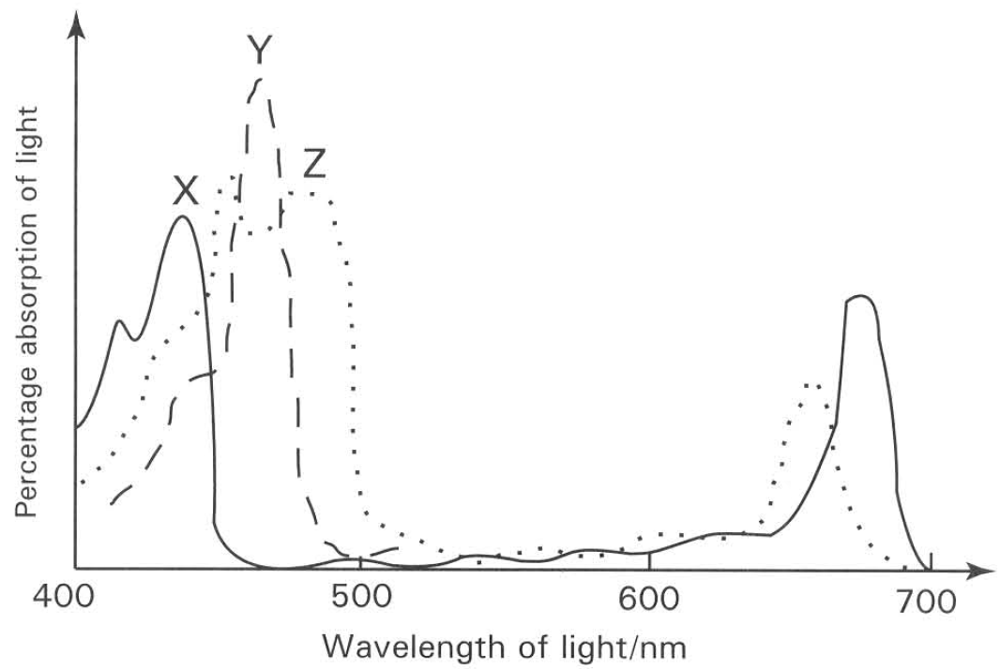 Y
Z
X
Percentage absorption of light
400 500 600 700
Wavelength of light/nm